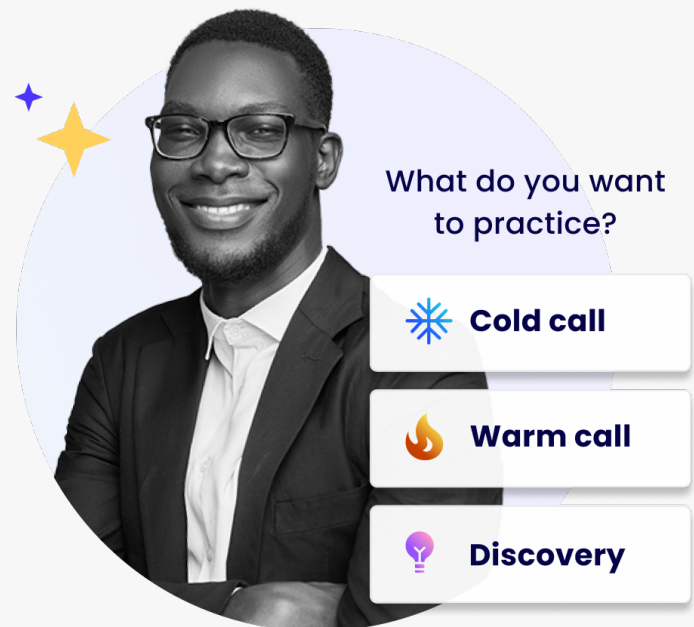 What do you want
to practice?
Cold call
Warm call
Discovery